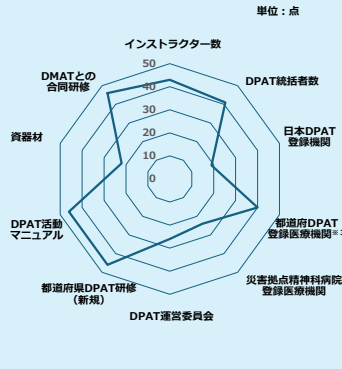 単位：点
インストラクター数
DMATとの
合同研修
DPAT統括者数
資器材
日本DPAT
登録機関
50
40
30
20
10
0
DPAT活動
マニュアル
都道府DPAT
登録医療機関※
都道府県DPAT研修
（新規）
災害拠点精神科病院
登録医療機関
DPAT運営委員会